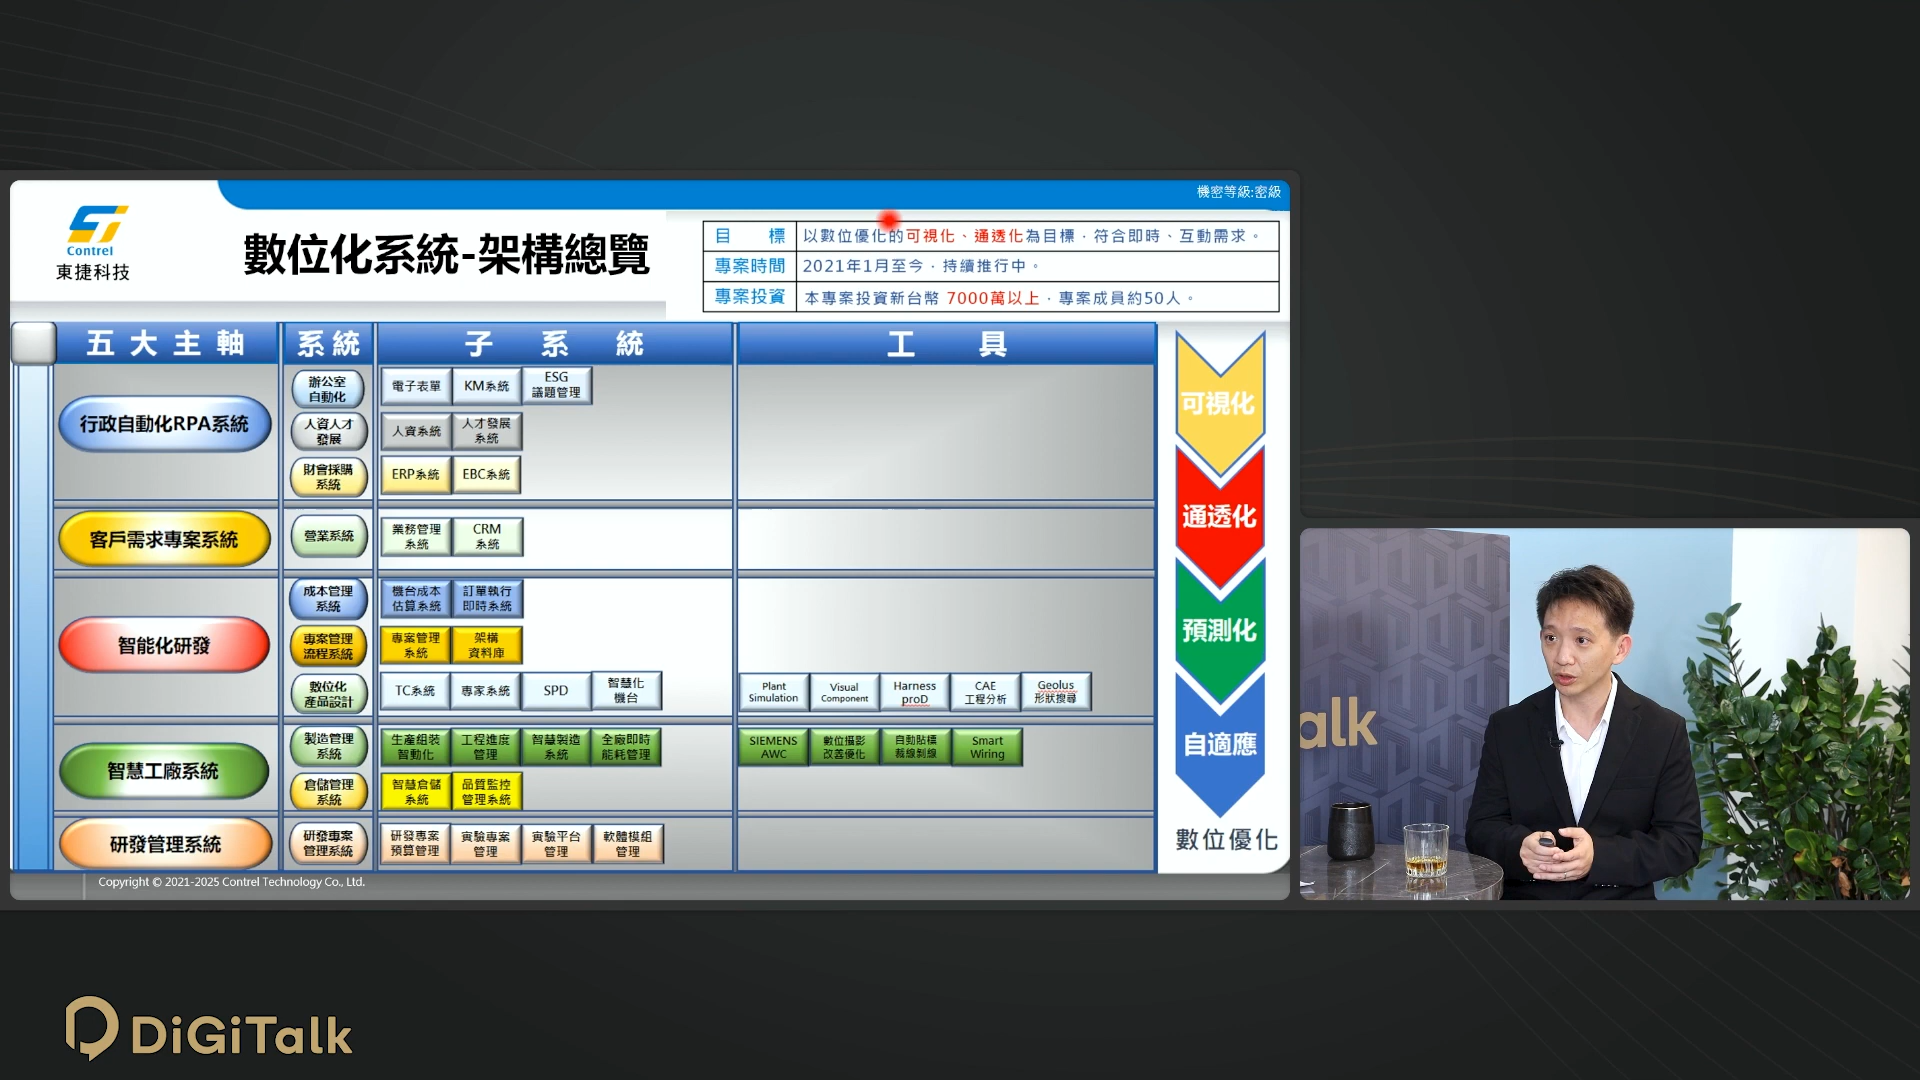 機密等級:密級
Contrel
東捷科技
數位化系統-架構總覽
目 標 以數位優化的可視化、通透化為目標，符合即時、互動需求。
專案時間 2021年1月至今，持續推行中。
專案投資 本專案投資新台幣 7000萬以上，專案成員約50人。
五大主軸 系統 子系統 工具
行政自動化RPA系統
辦公室
自動化
電子表單
KM系統
ESG
議題管理
人資人才
發展
人資系統
人才發展
系統
財會採購
系統
ERP系統
EBC系統
客戶需求專案系統
營業系統
業務管理
系統
CRM
系統
智能化研發
成本管理
系統
機台成本
估算系統
訂單執行
即時系統
專案管理
流程系統
專案管理
系統
架構
資料庫
數位化
產品設計
TC系統
專家系統
SPD
智慧化
機台
Plant
Simulation
Visual
Component
Harness
proD
CAE
工程分析
Geolus
形狀搜尋
智慧工廠系統
製造管理
系統
生產組裝
智動化
工程進度
管理
智慧製造
系統
全廠即時
能耗管理
SIEMENS
AWC
數位攝影
改善優化
自動貼標
裁線剝線
Smart
Wiring
倉儲管理
系統
智慧倉儲
系統
品質監控
管理系統
研發管理系統
研發專案
管理系統
研發專案
預算管理
實驗專案
管理
實驗平台
管理
軟體模組
管理
可視化
通透化
預測化
自適應
數位優化
Copyright © 2021-2025 Contrel Technology Co., Ltd.
alk
DiGiTalk